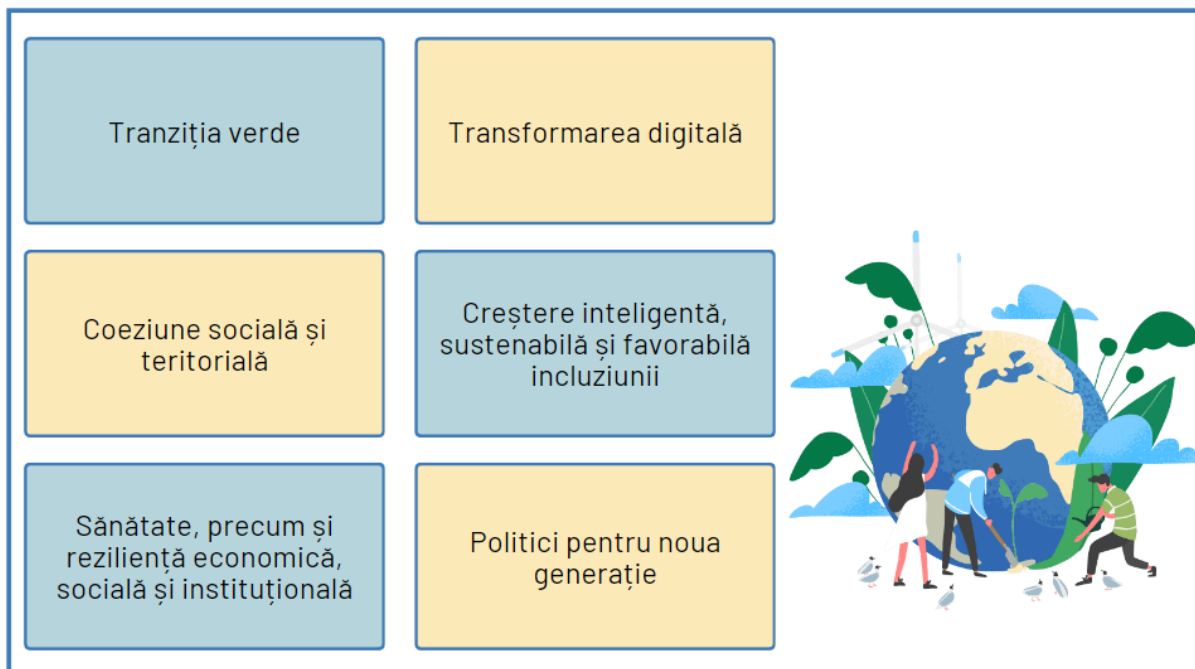 Tranziția verde
Transformarea digitală
Coeziune socială și
teritorială
Creștere inteligentă,
sustenabilă și favorabilă
incluziunii
Sănătate, precum și
reziliență economică,
socială și instituțională
Politici pentru noua
generație